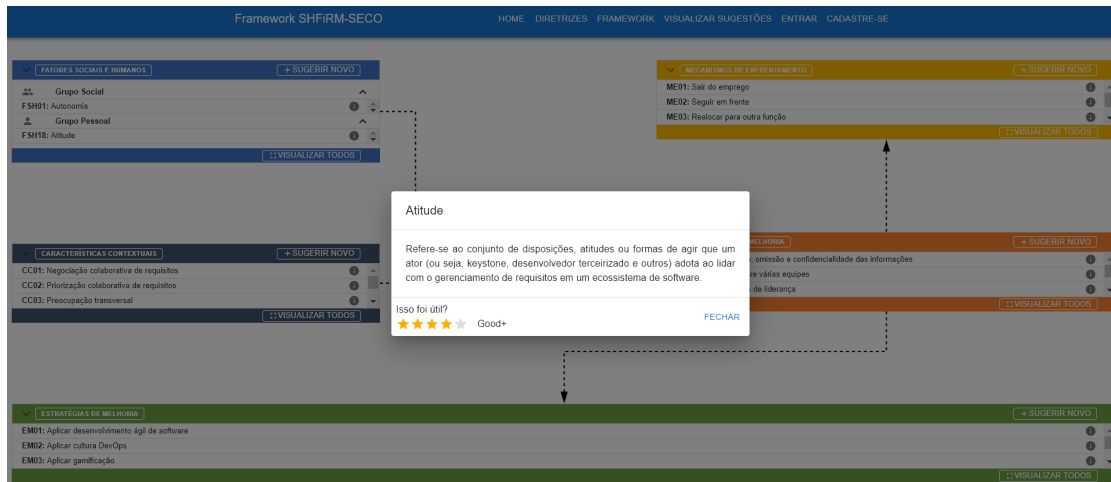 Framework SHFiRM-SECO
HOME DIRETRIZES FRAMEWORK VISUALIZAR SUGESTÕES ENTRAR CADASTRE-SE
FATORES SOCIAIS E HUMANOS
+ SUGERIR NOVO
Grupo Social
FSH01: Autonomia
Grupo Pessoal
FSH18: Atitude
VISUALIZAR TODOS
MECANISMOS DE ENFRENTAMENTO
+ SUGERIR NOVO
ME01: Sair do emprego
ME02: Seguir em frente
ME03: Realocar para outra função
VISUALIZAR TODOS
Atitude
Refere-se ao conjunto de disposições, atitudes ou formas de agir que um
ator (ou seja, keystone, desenvolvedor terceirizado e outros) adota ao lidar
com o gerenciamento de requisitos em um ecossistema de software.
Isso foi útil?
Good+
FECHAR
CARACTERÍSTICAS CONTEXTUAIS
+ SUGERIR NOVO
CC01: Negociação colaborativa de requisitos
CC02: Priorização colaborativa de requisitos
CC03: Preocupação transversal
VISUALIZAR TODOS
MELHORIA
+ SUGERIR NOVO
, omissão e confidencialidade das informações
re várias equipes
de liderança
VISUALIZAR TODOS
ESTRATÉGIAS DE MELHORIA
+ SUGERIR NOVO
EM01: Aplicar desenvolvimento ágil de software
EM02: Aplicar cultura DevOps
EM03: Aplicar gamificação
VISUALIZAR TODOS